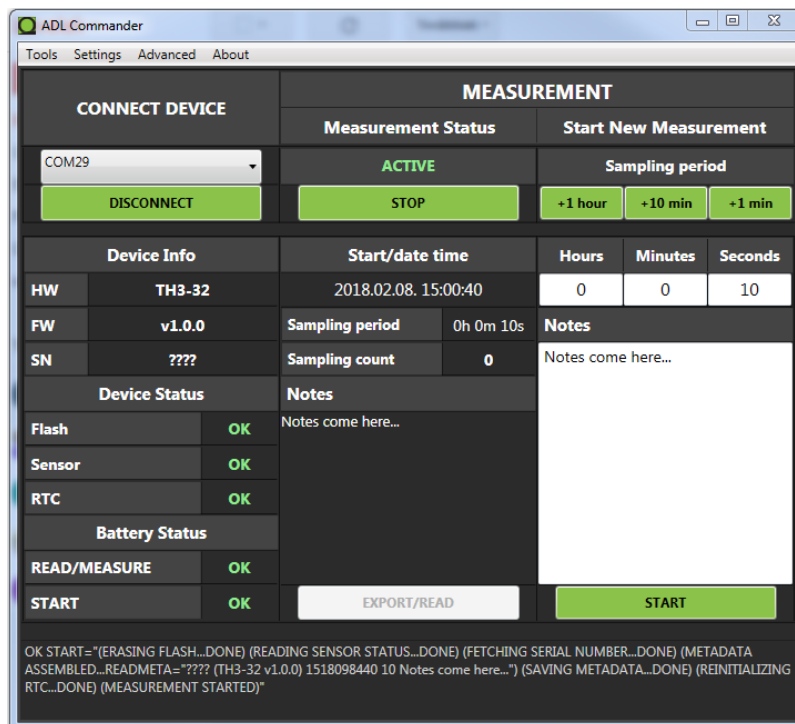 ADL Commander
Tools Settings Advanced About
CONNECT DEVICE
MEASUREMENT
Measurement Status
Start New Measurement
COM29
ACTIVE
Sampling period
DISCONNECT
STOP
+1 hour +10 min +1 min
Device Info
Start/date time
Hours Minutes Seconds
HW TH3-32
2018.02.08. 15:00:40
0 0 10
FW v1.0.0
Sampling period 0h 0m 10s
Notes
SN ????
Sampling count 0
Notes come here...
Device Status
Notes
Flash OK
Notes come here...
Sensor OK
RTC OK
Battery Status
READ/MEASURE OK
START OK
EXPORT/READ
START
OK START="(ERASING FLASH...DONE) (READING SENSOR STATUS...DONE) (FETCHING SERIAL NUMBER...DONE) (METADATA
ASSEMBLED...READMETA="???? (TH3-32 v1.0.0) 1518098440 10 Notes come here...") (SAVING METADATA...DONE) (REINITIALIZING
RTC...DONE) (MEASUREMENT STARTED)"